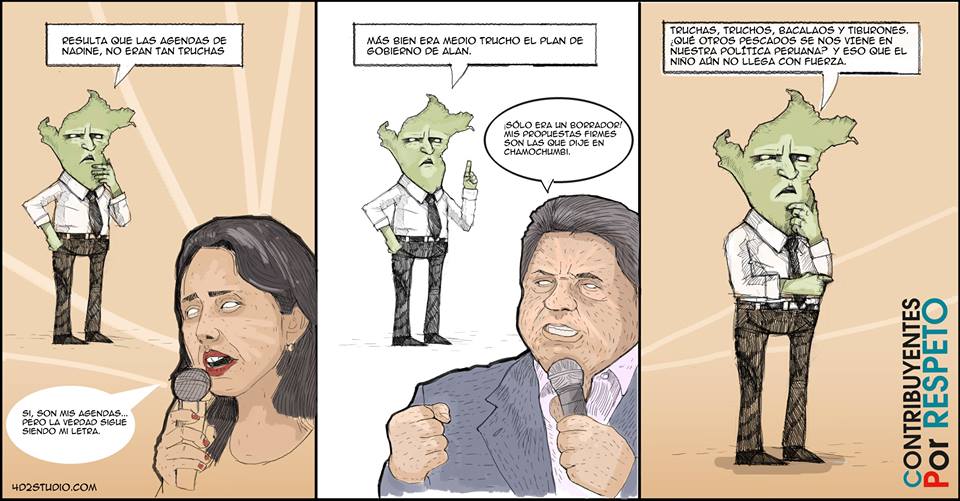 RESULTA QUE LAS AGENDAS DE
NADINE, NO ERAN TAN TRUCHAS
SI, SON MIS AGENDAS...
PERO LA VERDAD SIGUE
SIENDO MI LETRA.
4D2STUDIO.COM
MÁS BIEN ERA MEDIO TRUCHO EL PLAN DE
GOBIERNO DE ALAN.
¡SÓLO ERA UN BORRADOR!
MIS PROPUESTAS FIRMES
SON LAS QUE DIJE EN
CHAMOCHUMBI.
TRUCHAS, TRUCHOS, BACALAOS Y TIBURONES.
¿QUÉ OTROS PESCADOS SE NOS VIENE EN
NUESTRA POLÍTICA PERUANA? Y ESO QUE EL
NIÑO AÚN NO LLEGA CON FUERZA.
CONTRIBUYENTES
Por RESPETO